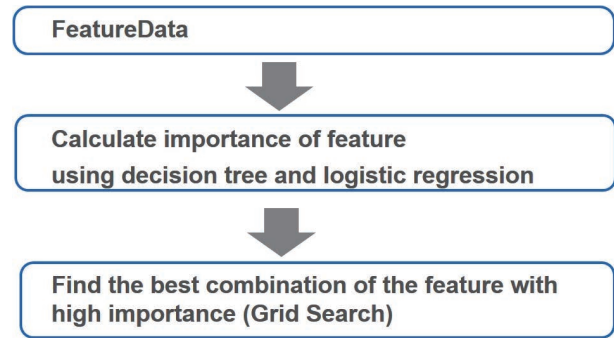 FeatureData
Calculate importance of feature
using decision tree and logistic regression
Find the best combination of the feature with
high importance (Grid Search)